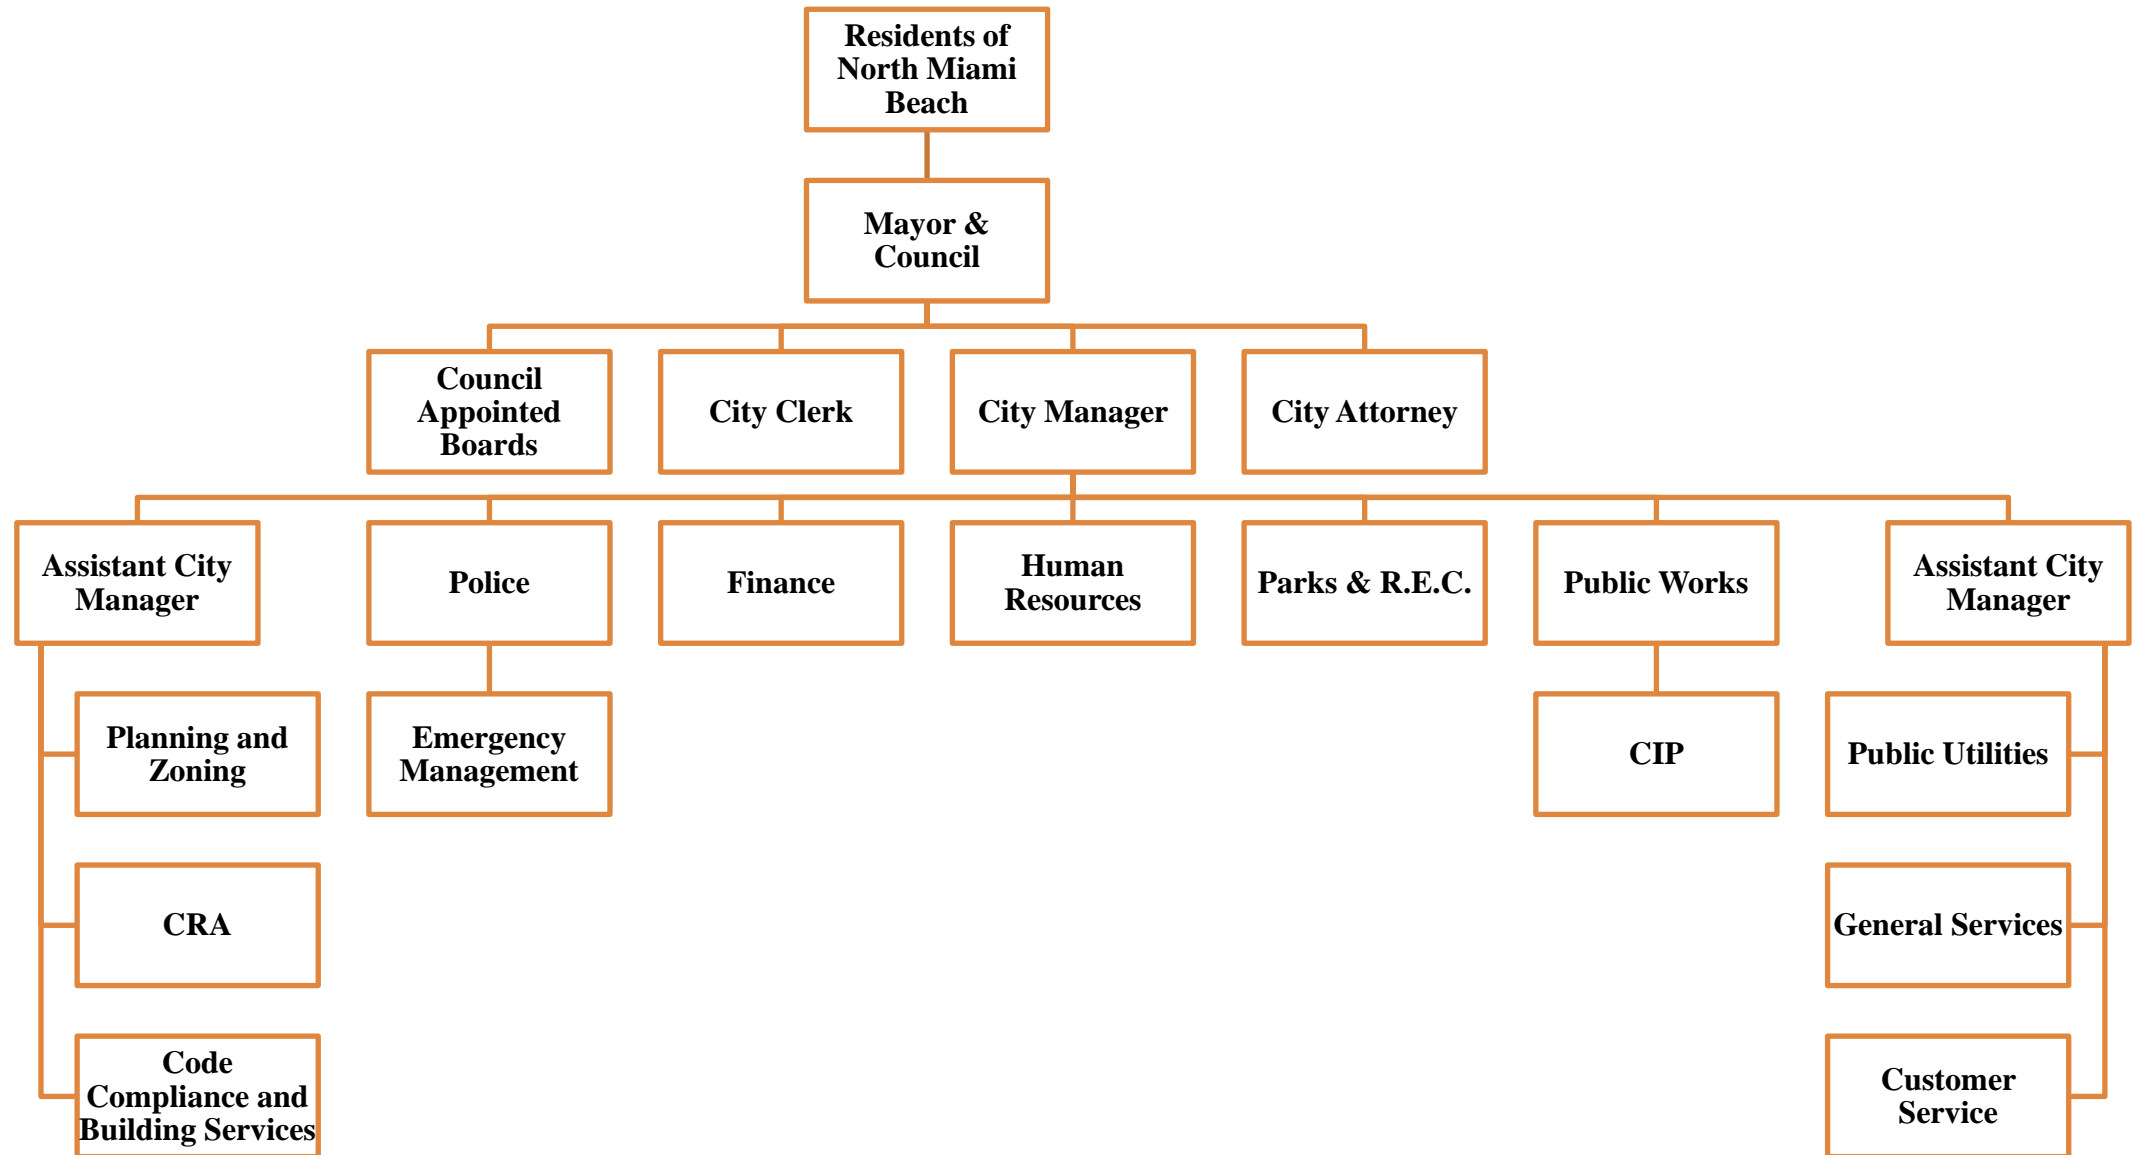 Residents of
North Miami
Beach
Mayor &
Council
Council
Appointed
Boards
City Clerk
City Manager
City Attorney
Assistant City
Manager
Police
Finance
Human
Resources
Parks & R.E.C.
Public Works
Assistant City
Manager
Planning and
Zoning
Emergency
Management
CIP
Public Utilities
CRA
General Services
Code
Compliance and
Building Services
Customer
Service